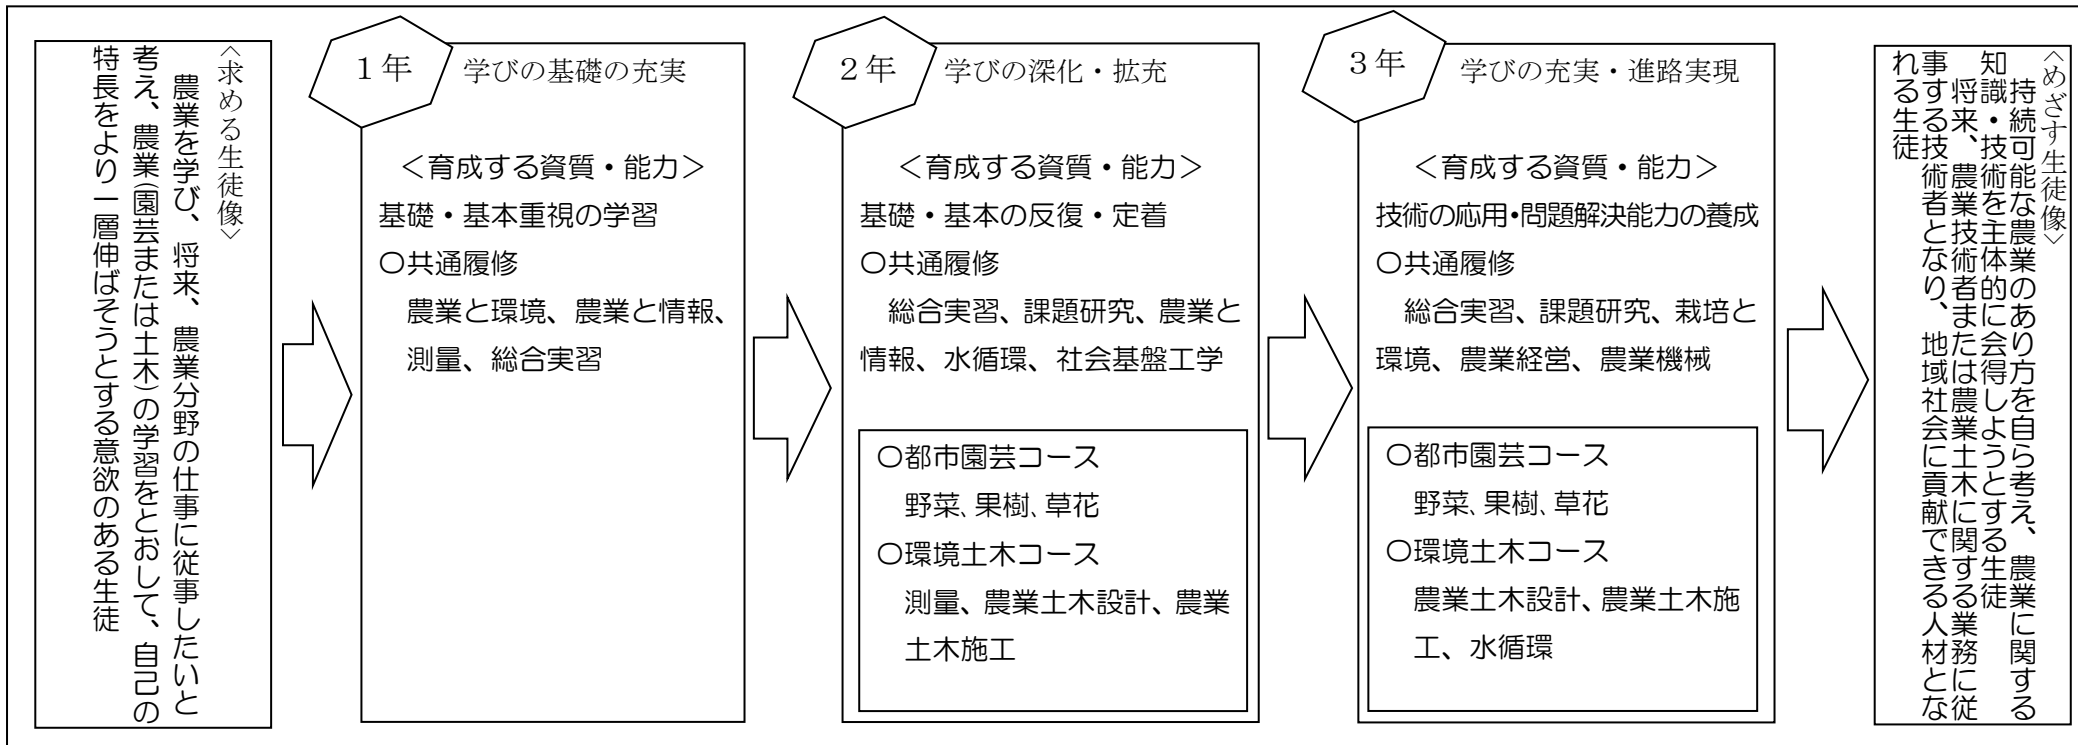 〈求める生徒像〉
農業を学び、将来、農業分野の仕事に従事したいと
考え、農業(園芸または土木)の学習をとおして、自己の
特長をより一層伸ばそうとする意欲のある生徒
1年
学びの基礎の充実
<育成する資質・能力>
基礎・基本重視の学習
○共通履修
農業と環境、農業と情報、
測量、総合実習
2年
学びの深化・拡充
<育成する資質・能力>
基礎・基本の反復・定着
○共通履修
総合実習、課題研究、農業と
情報、水循環、社会基盤工学
○都市園芸コース
野菜、果樹、草花
○環境土木コース
測量、農業土木設計、農業
土木施工
3年
学びの充実・進路実現
<育成する資質・能力>
技術の応用・問題解決能力の養成
○共通履修
総合実習、課題研究、栽培と
環境、農業経営、農業機械
○都市園芸コース
野菜、果樹、草花
○環境土木コース
農業土木設計、農業土木施
工、水循環
〈めざす生徒像〉
持続可能な農業のあり方を自ら考え、農業に関する
知識・技術を主体的に会得しようとする生徒
将来、農業技術者または農業土木に関する業務に従
事する技術者となり、地域社会に貢献できる人材とな
れる生徒